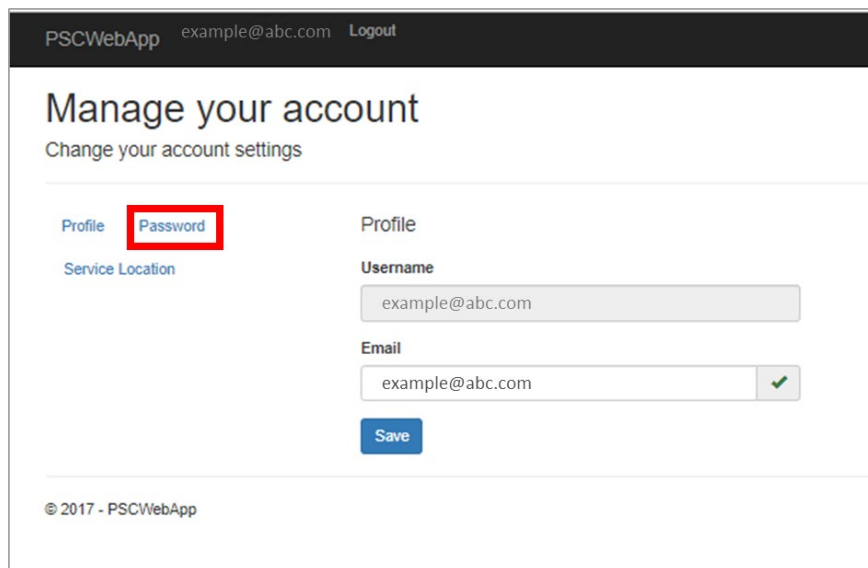 PSCWebApp example@abc.com Logout
Manage your account
Change your account settings
Profile Password
Service Location
Profile
Username
example@abc.com
Email
example@abc.com
Save
© 2017 - PSCWebApp